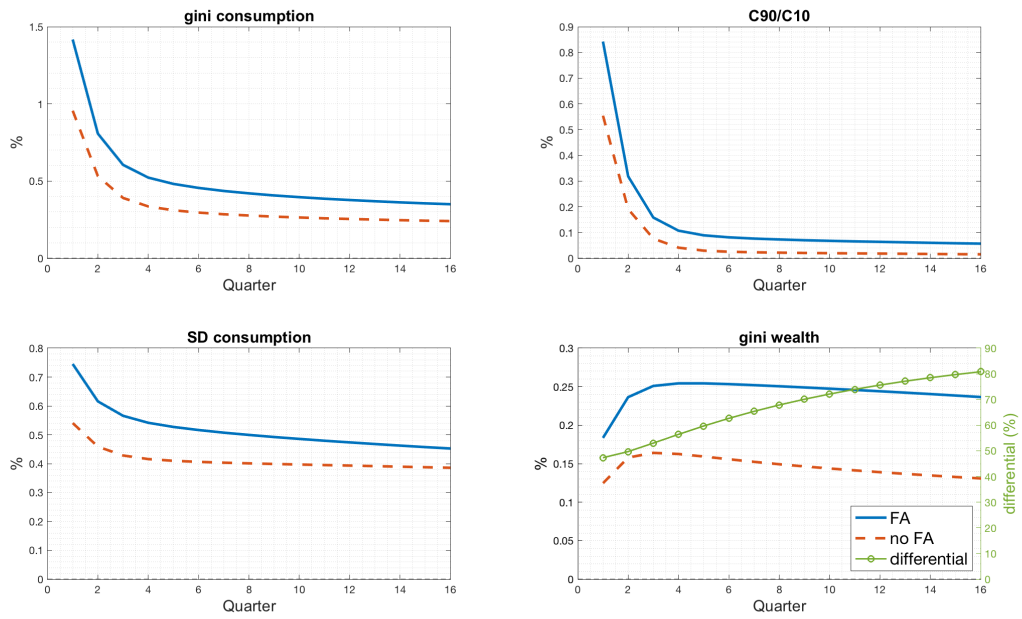 gini consumption
1.5
1
0.5
0
%
0 2 4 6 8 10 12 14 16
Quarter
C90/C10
0.9
0.8
0.7
0.6
0.5
0.4
0.3
0.2
0.1
0
%
0 2 4 6 8 10 12 14 16
Quarter
SD consumption
0.8
0.7
0.6
0.5
0.4
0.3
0.2
0.1
0
%
0 2 4 6 8 10 12 14 16
Quarter
gini wealth
0.3
0.25
0.2
0.15
0.1
0.05
0
%
90
80
70
60
50
40
30
20
10
0
differential (%)
FA
no FA
differential
0 2 4 6 8 10 12 14 16
Quarter